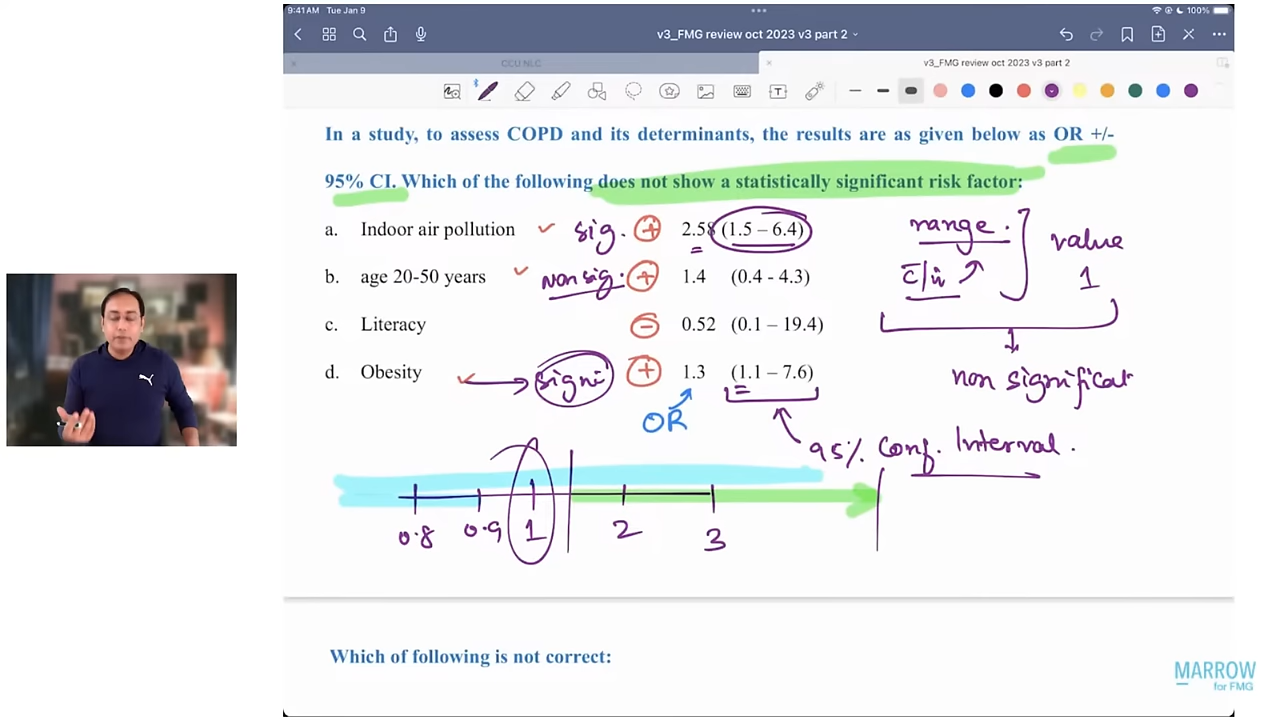 9:41 AM Tue Jan 9
100%
v3_FMG review oct 2023 v3 part 2
CCU NLC
v3_FMG review oct 2023 v3 part 2
In a study, to assess COPD and its determinants, the results are as given below as OR +/-
95% CI. Which of the following does not show a statistically significant risk factor:
a. Indoor air pollution ✓ sig. + 2.58 (1.5 – 6.4)
b. age 20-50 years ✓ Non sig. + 1.4 (0.4 - 4.3)
c. Literacy − 0.52 (0.1 – 19.4)
d. Obesity ✓ signi + 1.3 (1.1 – 7.6)
range.
value
1
non significat
OR
95% Conf. Interval.
0.8 0.9 1 2 3
Which of following is not correct:
MARROW
for FMG